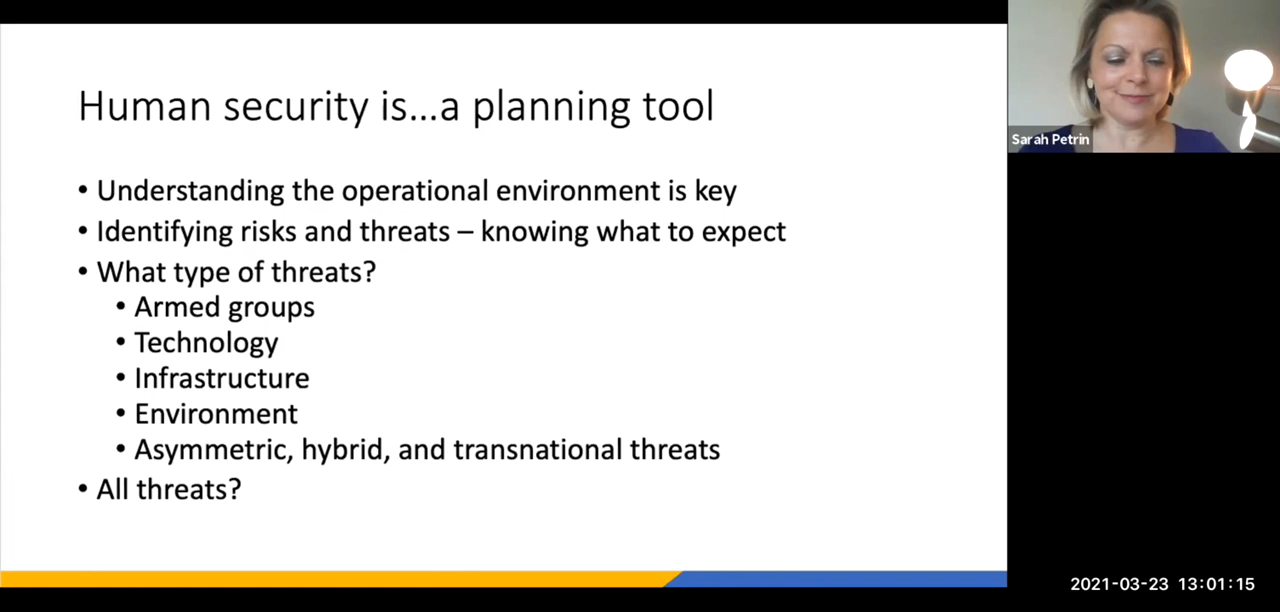 Human security is...a planning tool
• Understanding the operational environment is key
• Identifying risks and threats – knowing what to expect
• What type of threats?
• Armed groups
• Technology
• Infrastructure
• Environment
• Asymmetric, hybrid, and transnational threats
• All threats?
Sarah Petrin
2021-03-23 13:01:15